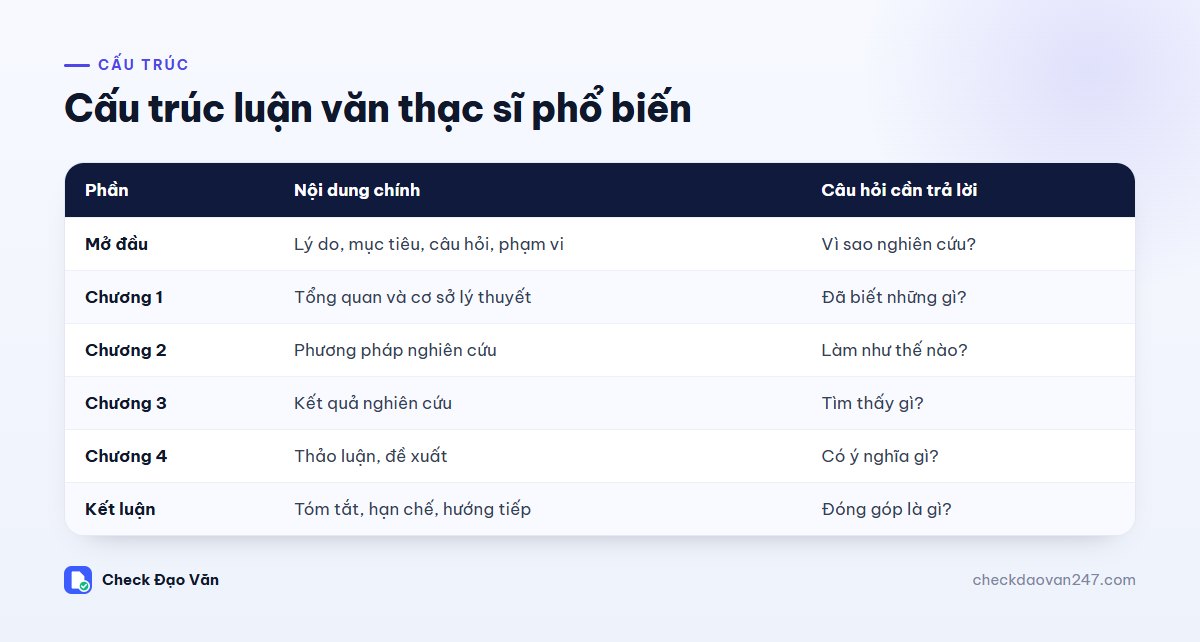 CẤU TRÚC
Cấu trúc luận văn thạc sĩ phổ biến
Phần Nội dung chính Câu hỏi cần trả lời
Mở đầu Lý do, mục tiêu, câu hỏi, phạm vi Vì sao nghiên cứu?
Chương 1 Tổng quan và cơ sở lý thuyết Đã biết những gì?
Chương 2 Phương pháp nghiên cứu Làm như thế nào?
Chương 3 Kết quả nghiên cứu Tìm thấy gì?
Chương 4 Thảo luận, đề xuất Có ý nghĩa gì?
Kết luận Tóm tắt, hạn chế, hướng tiếp Đóng góp là gì?
Check Đạo Văn checkdaovan247.com